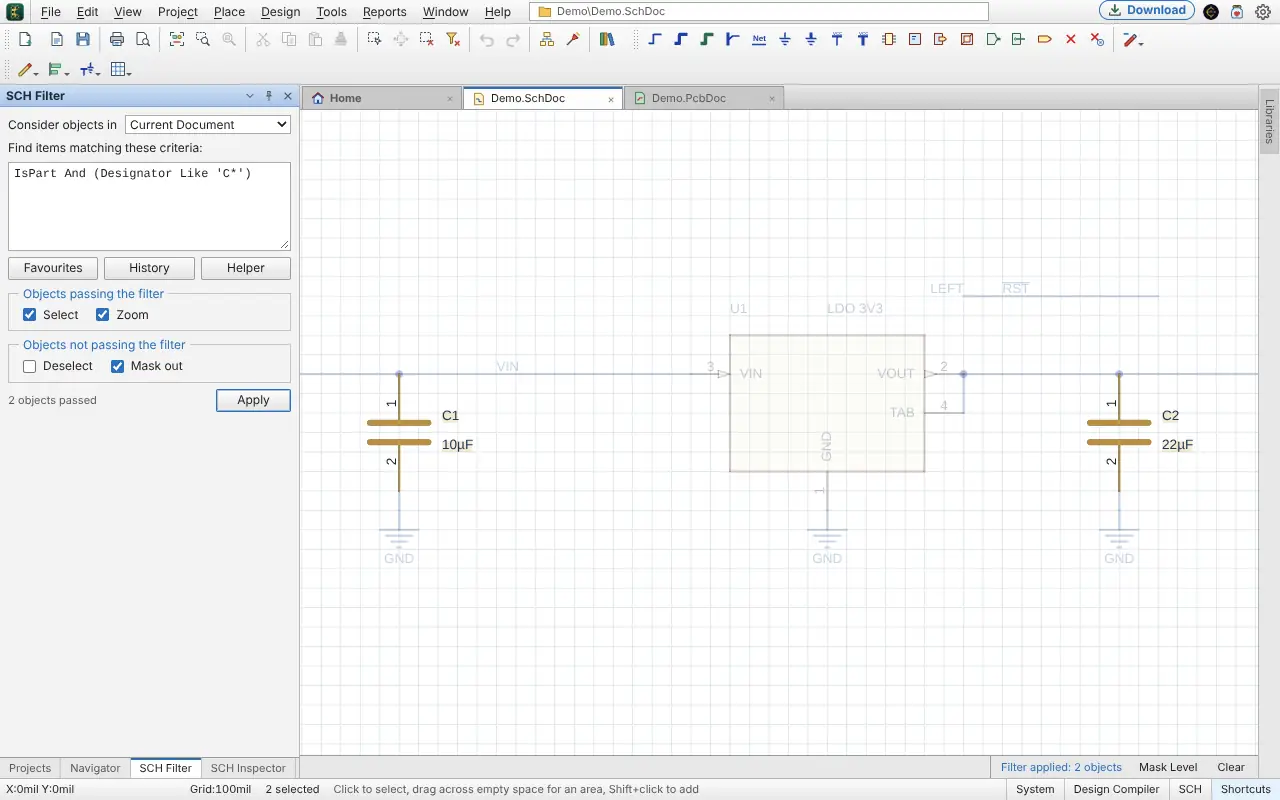 File Edit View Project Place Design Tools Reports Window Help
Demo\Demo.SchDoc
Download
Net
SCH Filter
Home
Demo.SchDoc
Demo.PcbDoc
Libraries
Consider objects in
Current Document
Find items matching these criteria:
IsPart And (Designator Like 'C*')
Favourites
History
Helper
Objects passing the filter
Select
Zoom
Objects not passing the filter
Deselect
Mask out
2 objects passed
Apply
LEFT
RST
U1
LDO 3V3
VIN
3
VIN
VOUT
2
TAB
4
GND
1
1
C1
10µF
2
1
C2
22µF
2
GND
GND
GND
Projects
Navigator
SCH Filter
SCH Inspector
Filter applied: 2 objects
Mask Level
Clear
X:0mil Y:0mil
Grid:100mil
2 selected
Click to select, drag across empty space for an area, Shift+click to add
System
Design Compiler
SCH
Shortcuts